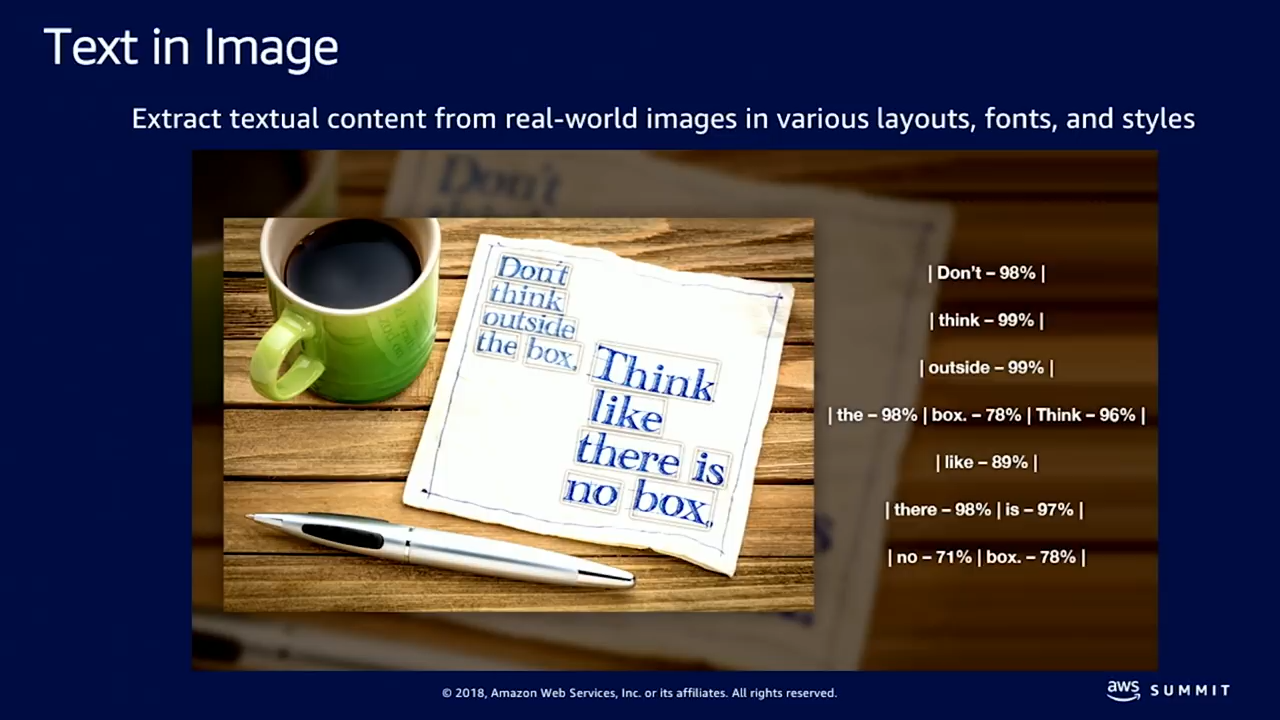 Text in Image
Extract textual content from real-world images in various layouts, fonts, and styles
Don't
Don't
think
outside
the box.
Think
like
there is
no box.
| Don't – 98% |
| think – 99% |
| outside – 99% |
| the – 98% | box. – 78% | Think – 96% |
| like – 89% |
| there – 98% | is – 97% |
| no – 71% | box. – 78% |
© 2018, Amazon Web Services, Inc. or its affiliates. All rights reserved.
aws SUMMIT